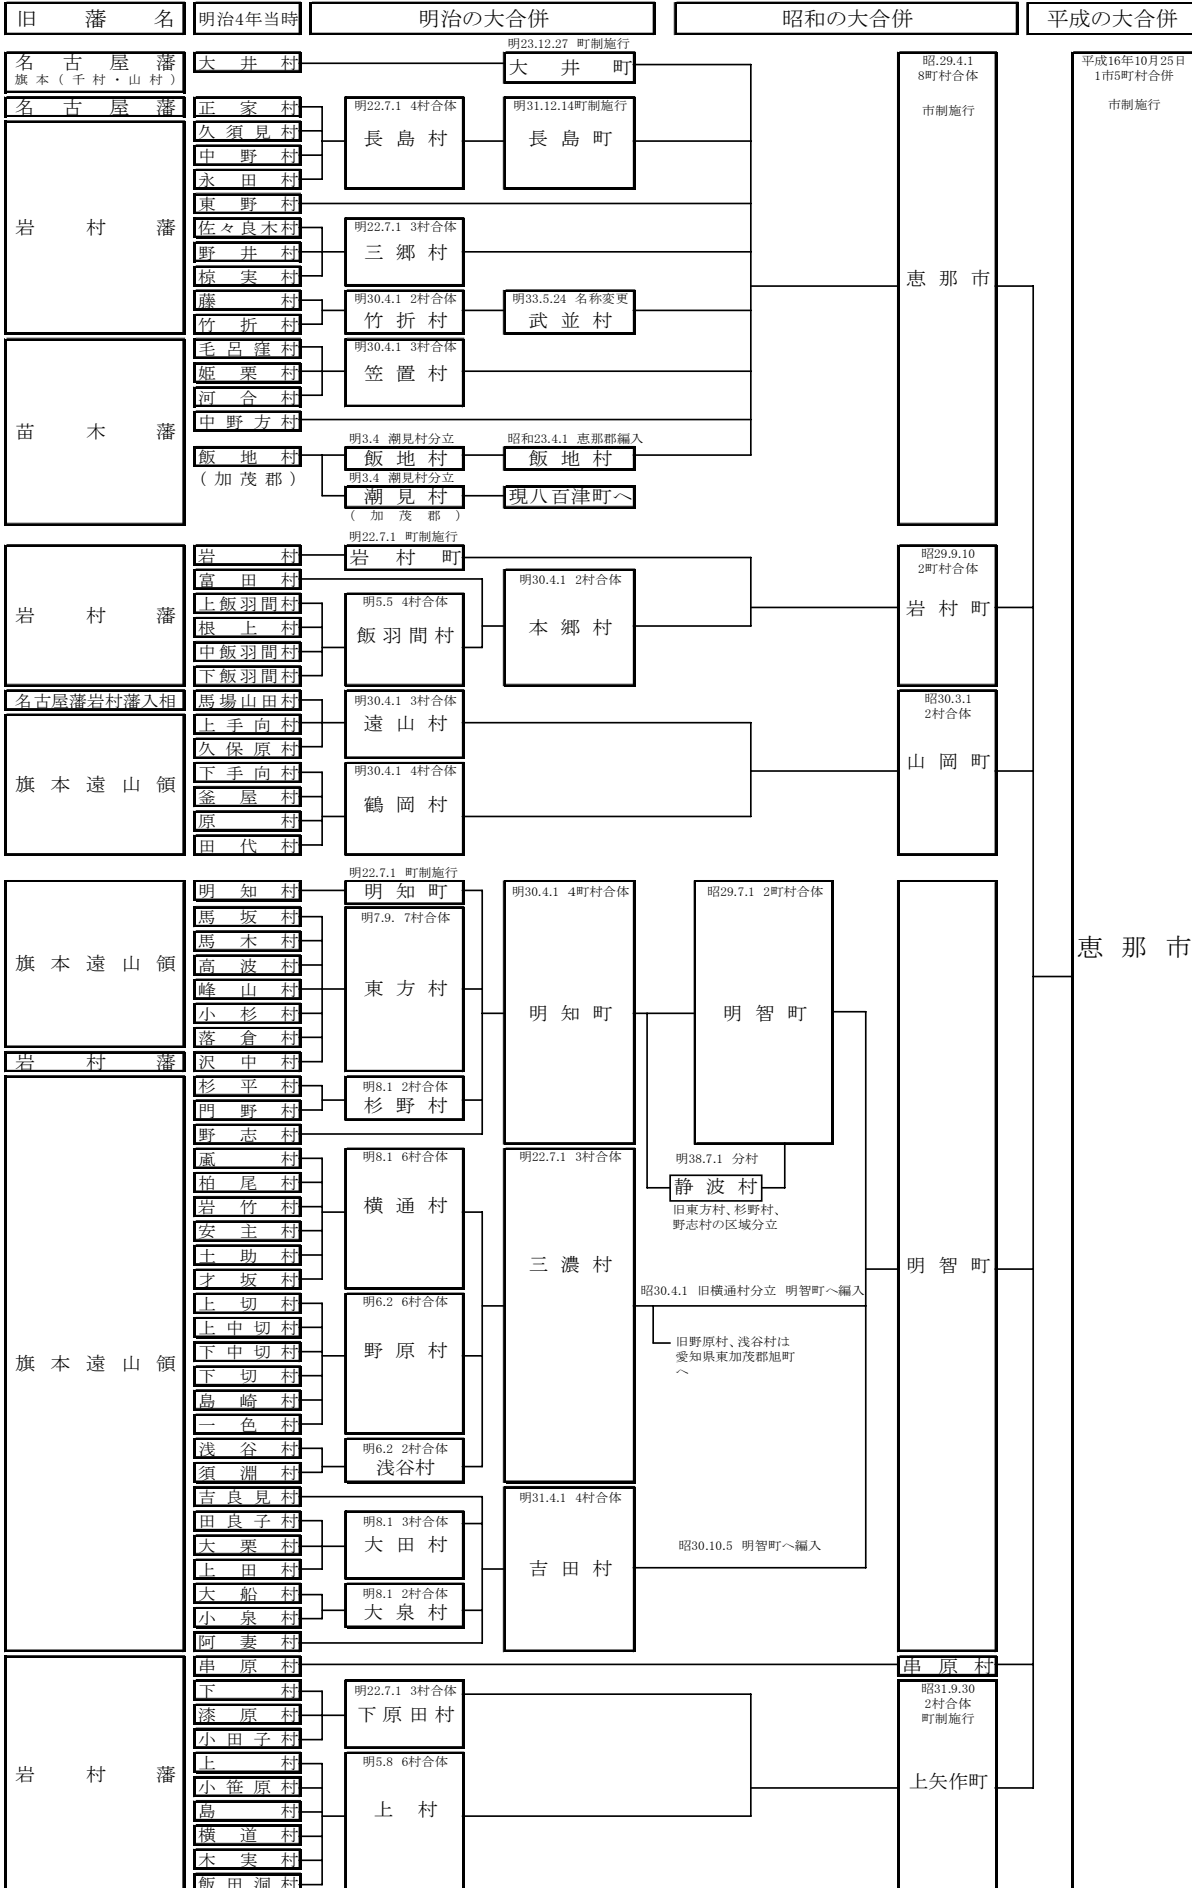 旧藩名 明治4年当時 明治の大合併 昭和の大合併 平成の大合併
名古屋藩
旗本(千村・山村)
大井村
明23.12.27 町制施行
大井町
昭.29.4.1
8町村合体
市制施行
平成16年10月25日
1市5町村合併
市制施行
名古屋藩
正家村
久須見村
中野村
永田村
明22.7.1 4村合体
長島村
明31.12.14町制施行
長島町
岩村藩
東野村
佐々良木村
野井村
椋実村
明22.7.1 3村合体
三郷村
恵那市
藤村
竹折村
明30.4.1 2村合体
竹折村
明33.5.24 名称変更
武並村
苗木藩
毛呂窪村
姫栗村
河合村
明30.4.1 3村合体
笠置村
中野方村
飯地村
(加茂郡)
明3.4 潮見村分立
飯地村
昭和23.4.1 恵那郡編入
飯地村
明3.4 潮見村分立
潮見村
(加茂郡)
現八百津町へ
岩村藩
岩村
明22.7.1 町制施行
岩村町
富田村
上飯羽間村
根上村
中飯羽間村
下飯羽間村
明5.5 4村合体
飯羽間村
明30.4.1 2村合体
本郷村
昭29.9.10
2町村合体
岩村町
名古屋藩岩村藩入相
馬場山田村
上手向村
久保原村
明30.4.1 3村合体
遠山村
昭30.3.1
2村合体
山岡町
旗本遠山領
下手向村
釜屋村
原村
田代村
明30.4.1 4村合体
鶴岡村
旗本遠山領
明知村
明22.7.1 町制施行
明知町
馬坂村
馬木村
高波村
峰山村
小杉村
落倉村
岩村藩
沢中村
明7.9. 7村合体
東方村
明30.4.1 4町村合体
明知町
昭29.7.1 2町村合体
明智町
恵那市
杉平村
門野村
明8.1 2村合体
杉野村
野志村
明38.7.1 分村
静波村
旧東方村、杉野村、
野志村の区域分立
旗本遠山領
颪村
柏尾村
岩竹村
安主村
土助村
才坂村
明8.1 6村合体
横通村
明22.7.1 3村合体
三濃村
明智町
昭30.4.1 旧横通村分立 明智町へ編入
旧野原村、浅谷村は
愛知県東加茂郡旭町
へ
上切村
上中切村
下中切村
下切村
島崎村
一色村
明6.2 6村合体
野原村
浅谷村
須淵村
明6.2 2村合体
浅谷村
吉良見村
田良子村
大栗村
上田村
明8.1 3村合体
大田村
大船村
小泉村
明8.1 2村合体
大泉村
阿妻村
明31.4.1 4村合体
吉田村
昭30.10.5 明智町へ編入
岩村藩
串原村
串原村
下村
漆原村
小田子村
明22.7.1 3村合体
下原田村
昭31.9.30
2村合体
町制施行
上矢作町
上村
小笹原村
島村
横道村
木実村
飯田洞村
明5.8 6村合体
上村